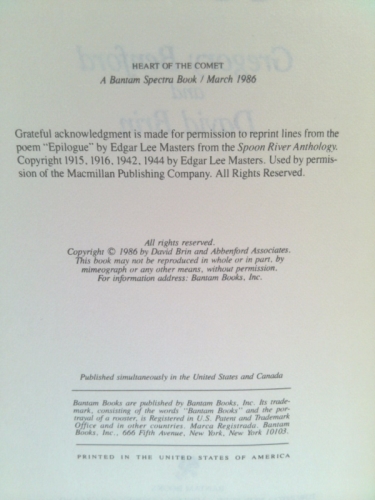 HEART OF THE COMET
A Bantam Spectra Book / March 1986
Grateful acknowledgment is made for permission to reprint lines from the
poem "Epilogue" by Edgar Lee Masters from the Spoon River Anthology.
Copyright 1915, 1916, 1942, 1944 by Edgar Lee Masters. Used by permis-
sion of the Macmillan Publishing Company. All Rights Reserved.
All rights reserved.
Copyright © 1986 by David Brin and Abbenford Associates.
This book may not be reproduced in whole or in part, by
mimeograph or any other means, without permission.
For information address: Bantam Books, Inc.
Published simultaneously in the United States and Canada
Bantam Books are published by Bantam Books, Inc. Its trade-
mark, consisting of the words "Bantam Books" and the por-
trayal of a rooster, is Registered in U.S. Patent and Trademark
Office and in other countries. Marca Registrada. Bantam
Books, Inc., 666 Fifth Avenue, New York, New York 10103.
PRINTED IN THE UNITED STATES OF AMERICA